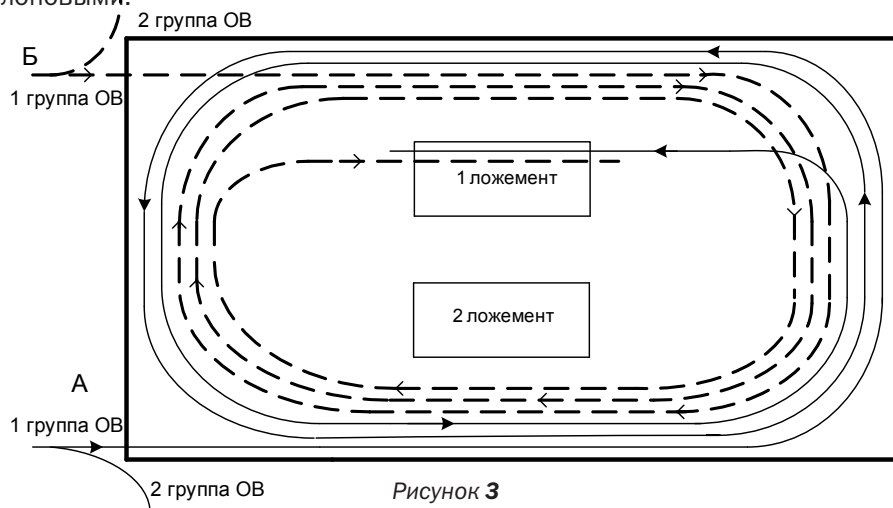 2 группа ОВ
Б
1 группа ОВ
1 ложемент
2 ложемент
А
1 группа ОВ
2 группа ОВ
Рисунок 3